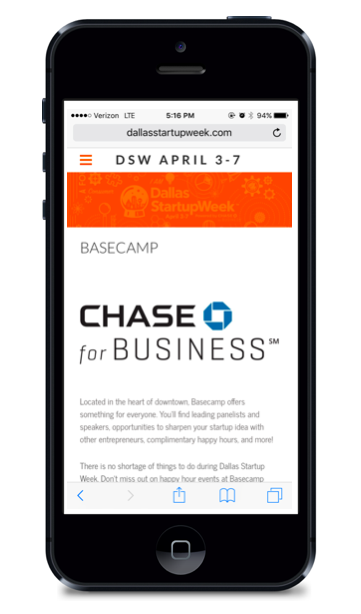 Verizon LTE 5:16 PM 94%
dallasstartupweek.com
DSW APRIL 3-7
Dallas
StartupWeek
BASECAMP
CHASE
for BUSINESS℠
Located in the heart of downtown, Basecamp offers
something for everyone. You'll find leading panelists and
speakers, opportunities to sharpen your startup idea with
other entrepreneurs, complimentary happy hours, and more!
There is no shortage of things to do during Dallas Startup
Week. Don't miss out on happy hour events at Basecamp